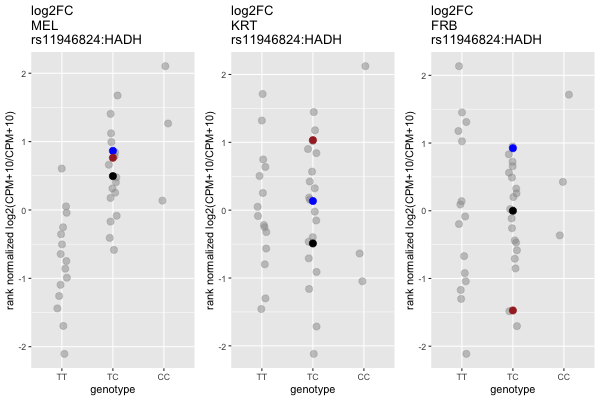 log2FC
MEL
rs11946824:HADH
rank normalized log2(CPM+10/CPM+10)
2
1
0
-1
-2
TT TC CC
genotype
log2FC
KRT
rs11946824:HADH
rank normalized log2(CPM+10/CPM+10)
2
1
0
-1
-2
TT TC CC
genotype
log2FC
FRB
rs11946824:HADH
rank normalized log2(CPM+10/CPM+10)
2
1
0
-1
-2
TT TC CC
genotype